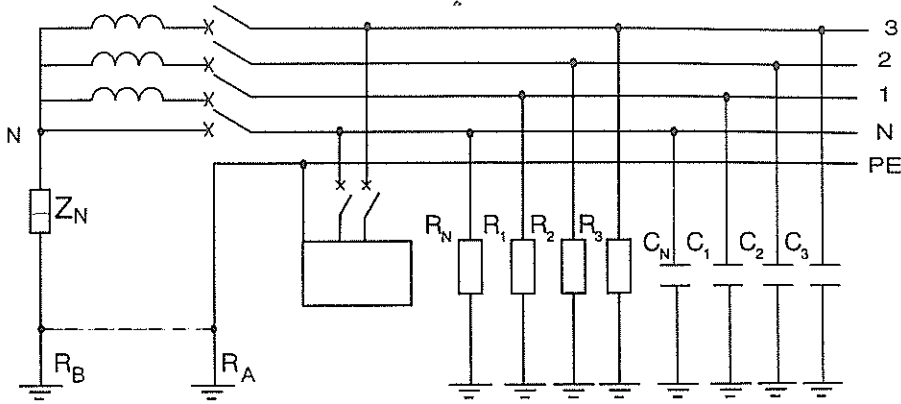 3
2
1
N N
PE
Z_N
R_N R_1 R_2 R_3 C_N C_1 C_2 C_3
R_B R_A